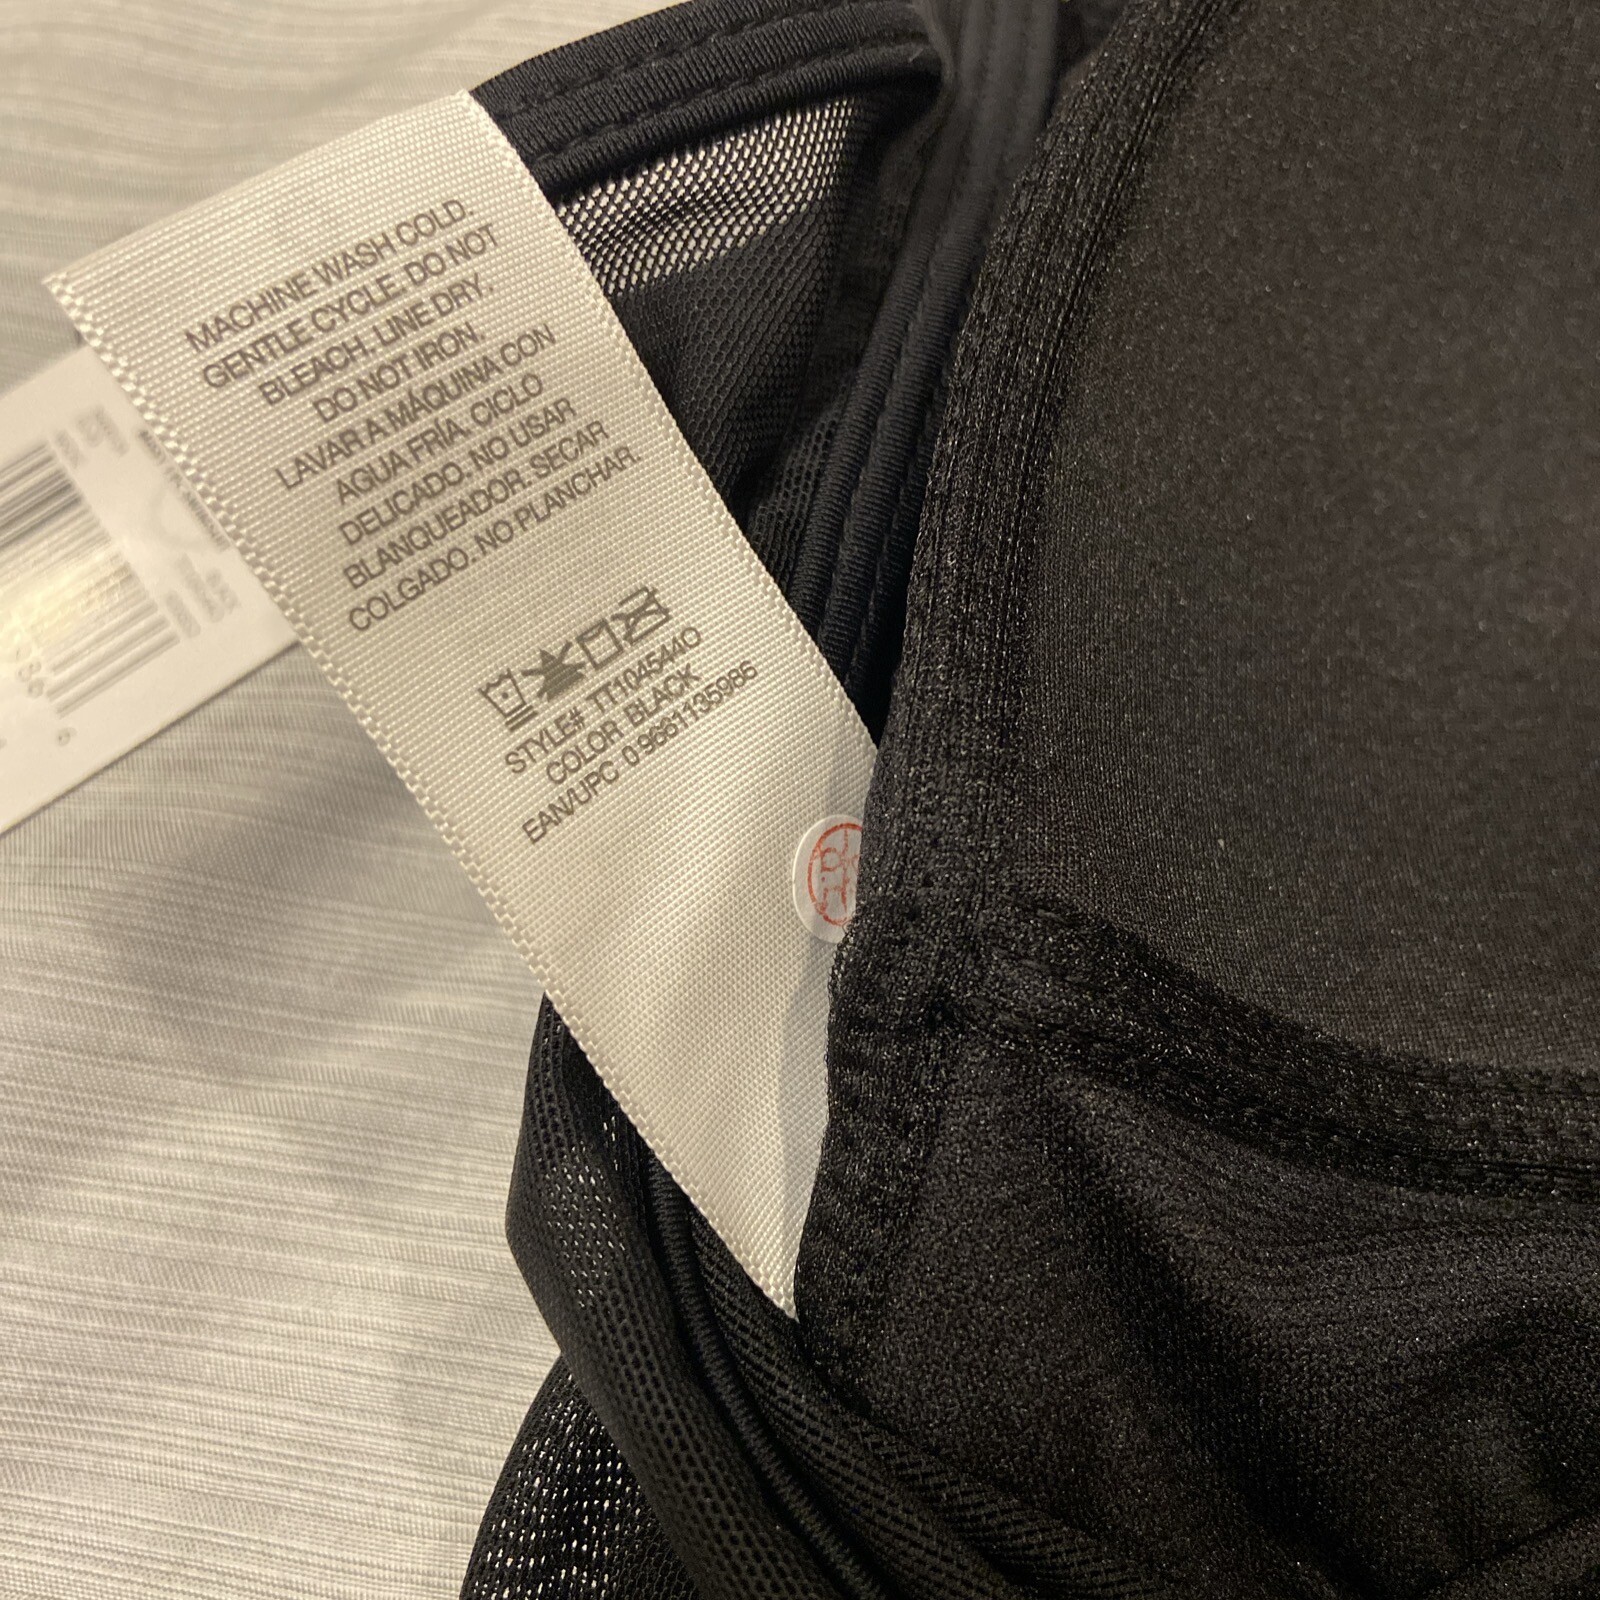 MACHINE WASH COLD.
GENTLE CYCLE. DO NOT
BLEACH. LINE DRY.
DO NOT IRON.
LAVAR A MÁQUINA CON
AGUA FRÍA. CICLO
DELICADO. NO USAR
BLANQUEADOR. SECAR
COLGADO. NO PLANCHAR.
STYLE# TT1045440
COLOR BLACK
EAN/UPC 0 9661135986